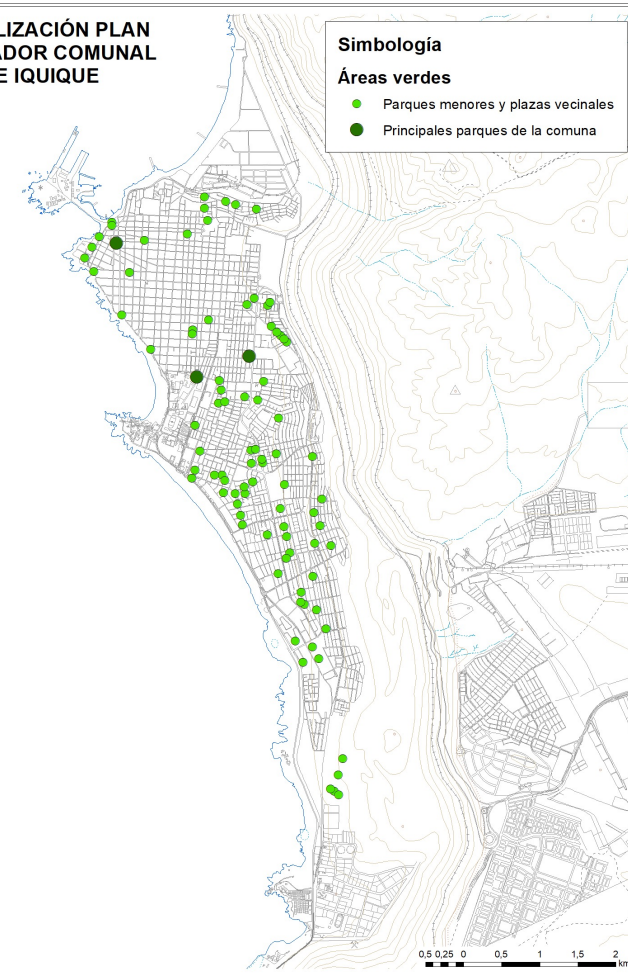 LIZACIÓN PLAN
ADOR COMUNAL
E IQUIQUE
Simbología
Áreas verdes
Parques menores y plazas vecinales
Principales parques de la comuna
0,5 0,25 0 0,5 1 1,5 2
km